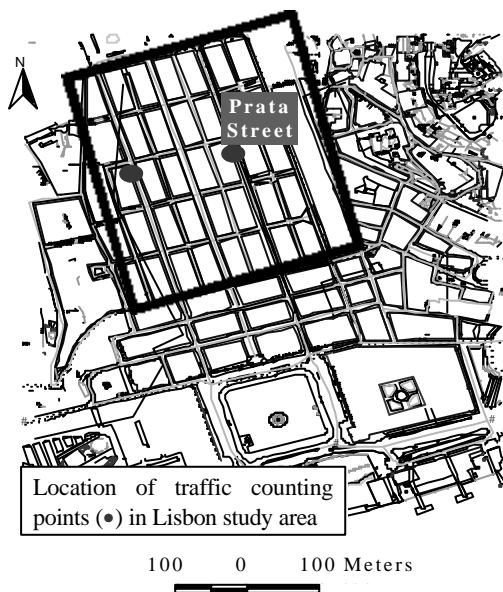 N
Prata
Street
Location of traffic counting
points (●) in Lisbon study area
100 0 100 Meters